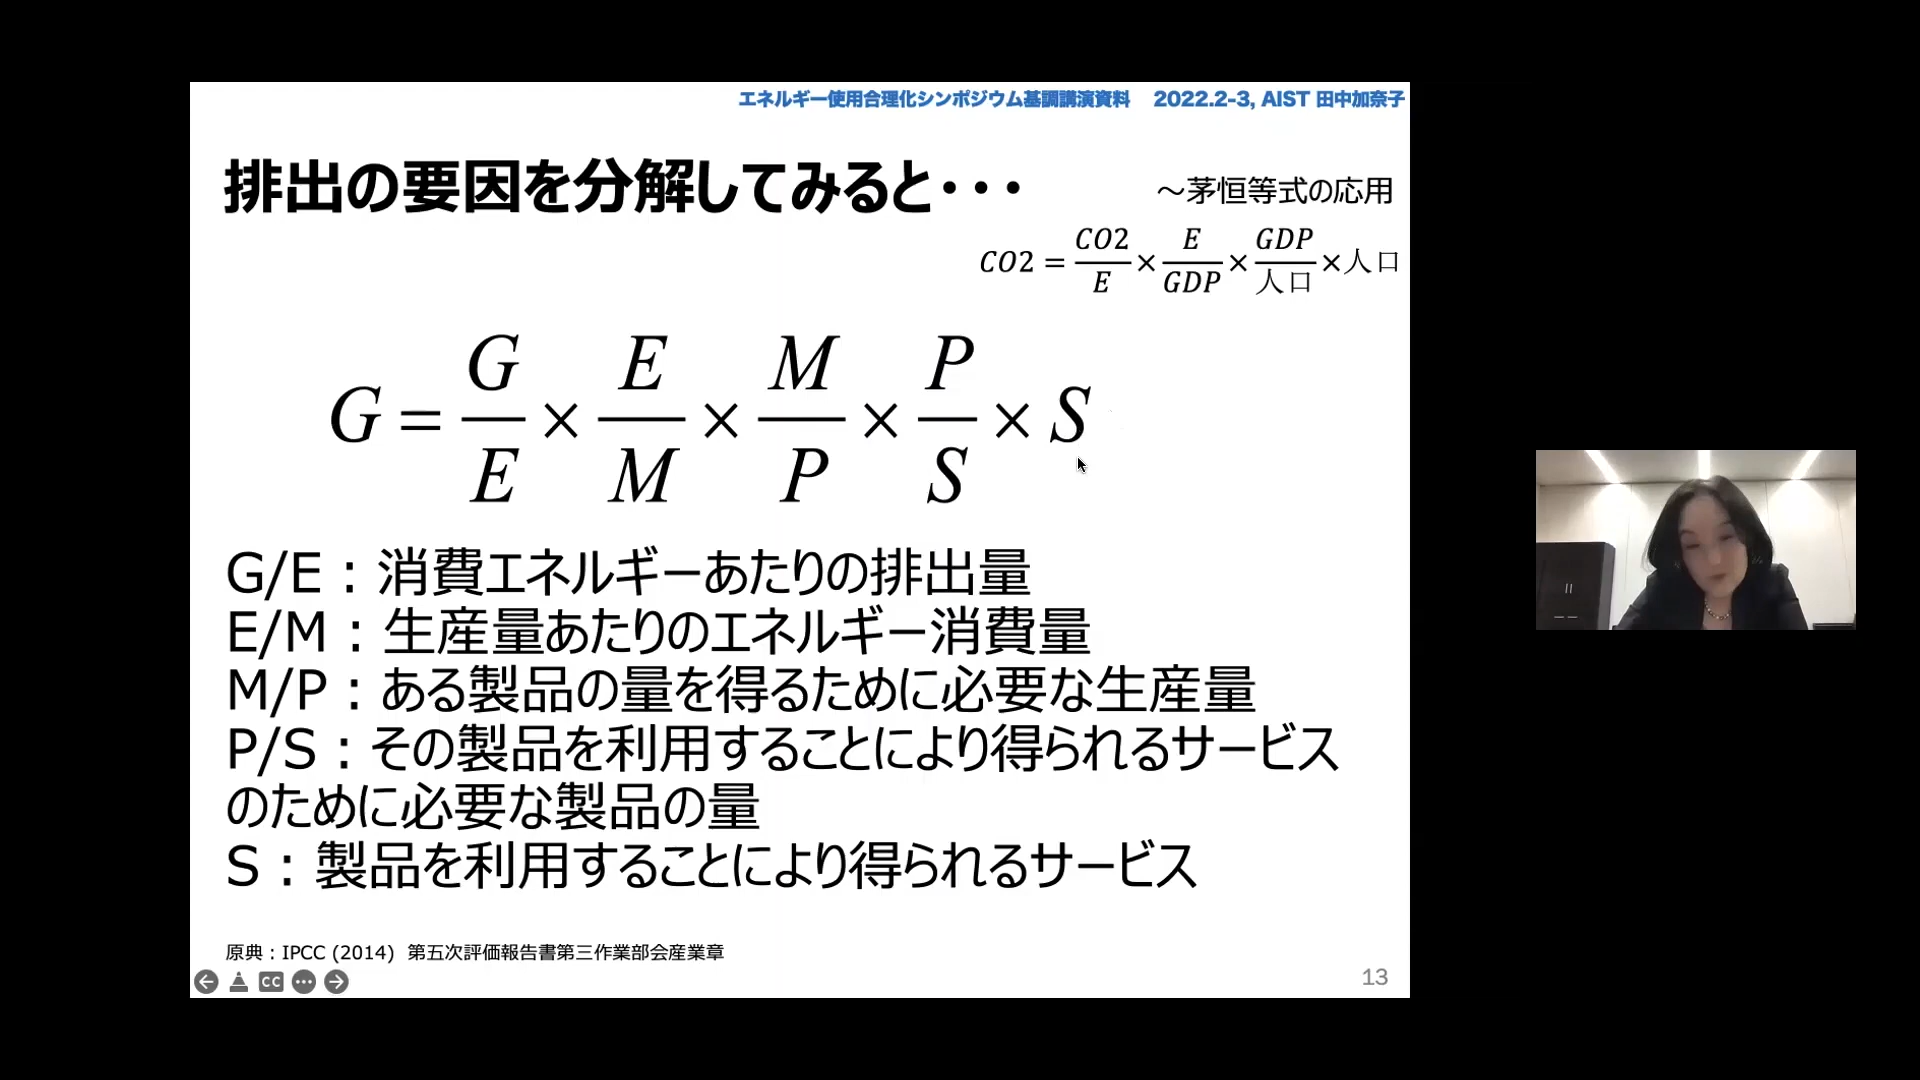 エネルギー使用合理化シンポジウム基調講演資料 2022.2-3, AIST 田中加奈子
排出の要因を分解してみると・・・
～茅恒等式の応用
CO2 = CO2/E × E/GDP × GDP/人口 × 人口
G = G/E × E/M × M/P × P/S × S
G/E：消費エネルギーあたりの排出量
E/M：生産量あたりのエネルギー消費量
M/P：ある製品の量を得るために必要な生産量
P/S：その製品を利用することにより得られるサービス
のために必要な製品の量
S：製品を利用することにより得られるサービス
原典：IPCC (2014) 第五次評価報告書第三作業部会産業章
CC
13